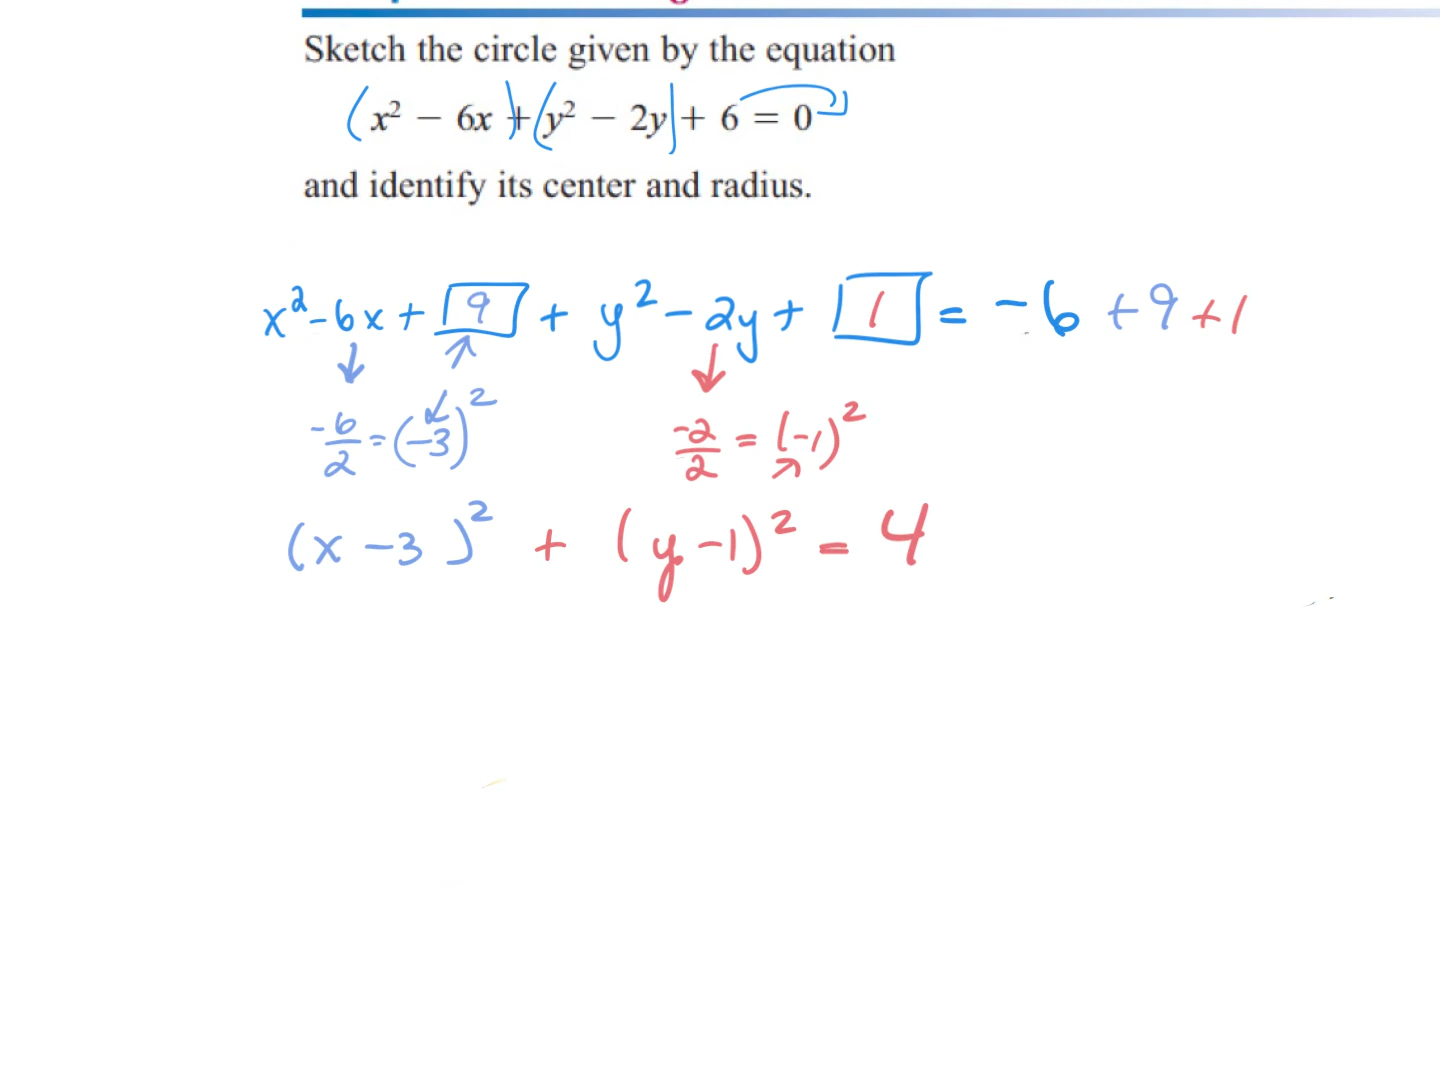 Sketch the circle given by the equation
(x² − 6x) + (y² − 2y) + 6 = 0
and identify its center and radius.
x² - 6x + 9 + y² - 2y + 1 = -6 + 9 + 1
-6/2 = (-3)² -2/2 = (-1)²
(x - 3)² + (y - 1)² = 4